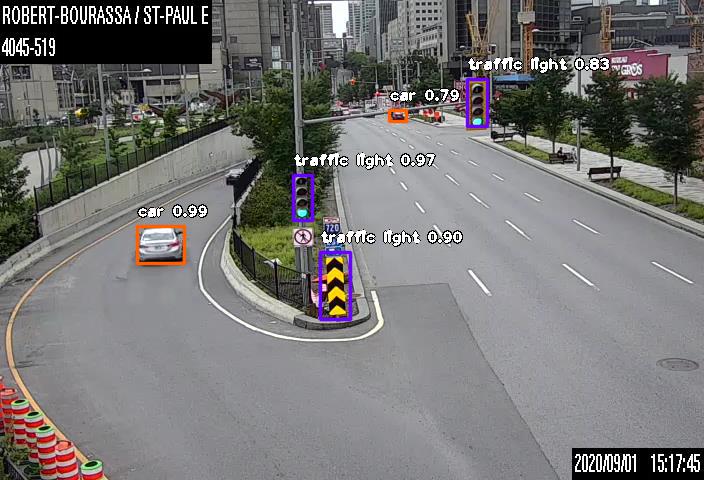 ROBERT-BOURASSA / ST-PAUL E
4045-519
traffic light 0.83
car 0.79
traffic light 0.97
car 0.99
720
traffic light 0.90
2020/09/01 15:17:45